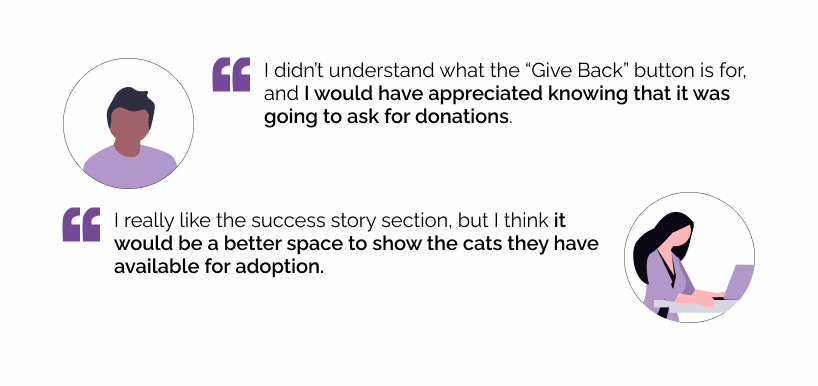 I didn’t understand what the “Give Back” button is for,
and I would have appreciated knowing that it was
going to ask for donations.
I really like the success story section, but I think it
would be a better space to show the cats they have
available for adoption.